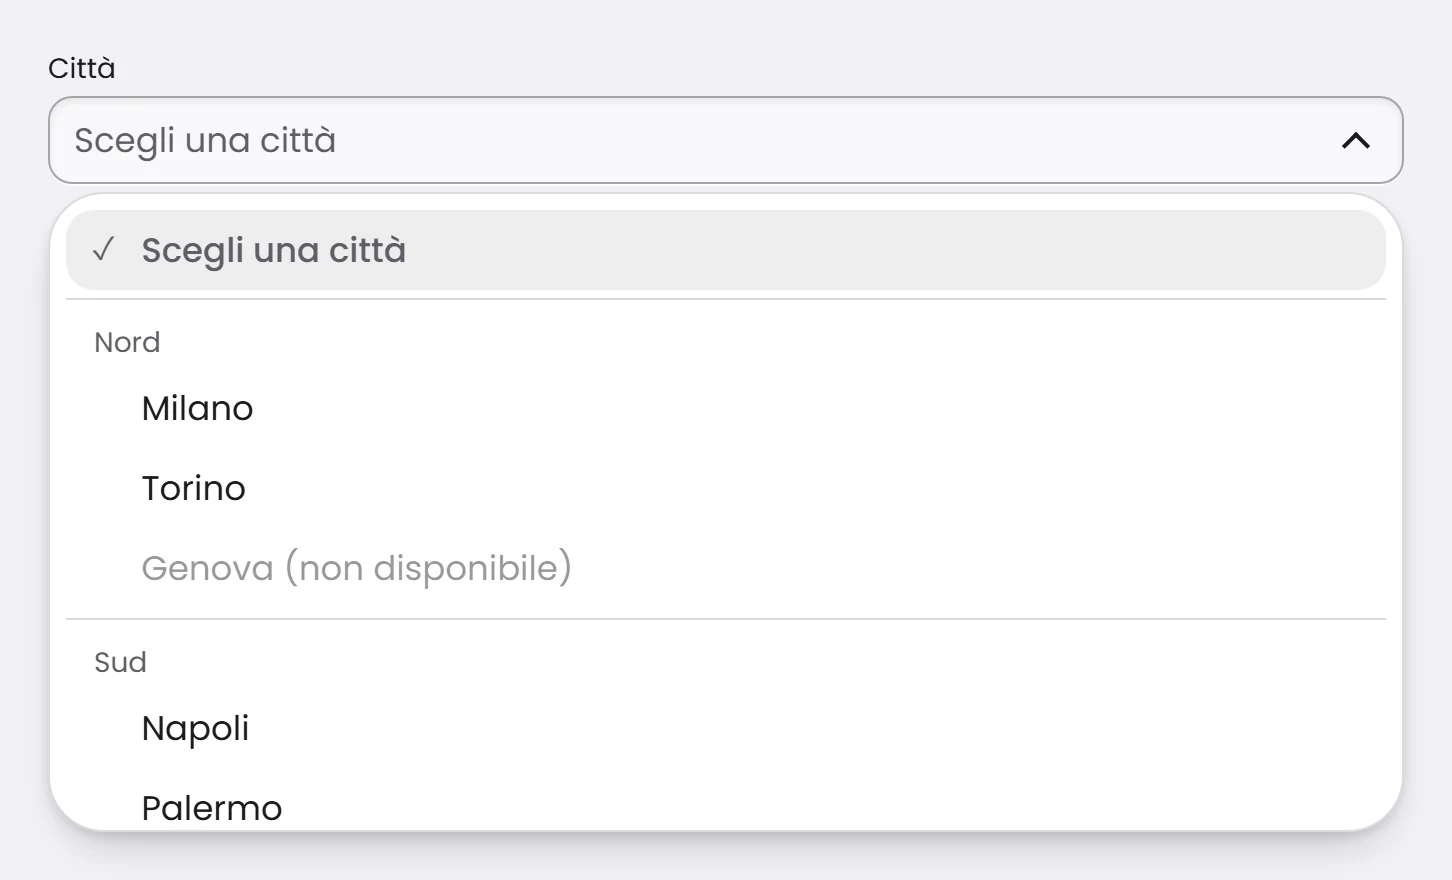 Città
Scegli una città
✓ Scegli una città
Nord
Milano
Torino
Genova (non disponibile)
Sud
Napoli
Palermo